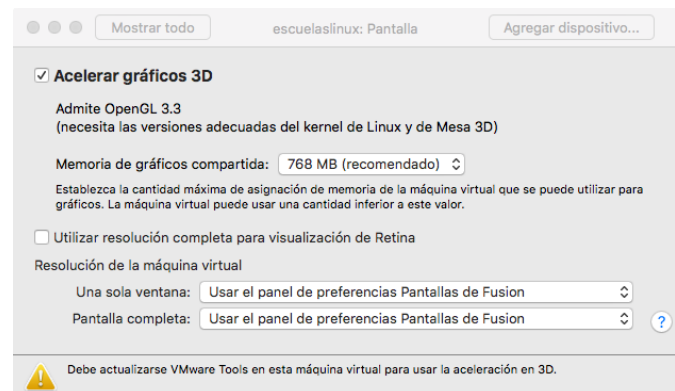 Mostrar todo escuelaslinux: Pantalla Agregar dispositivo...
Acelerar gráficos 3D
Admite OpenGL 3.3
(necesita las versiones adecuadas del kernel de Linux y de Mesa 3D)
Memoria de gráficos compartida: 768 MB (recomendado)
Establezca la cantidad máxima de asignación de memoria de la máquina virtual que se puede utilizar para
gráficos. La máquina virtual puede usar una cantidad inferior a este valor.
Utilizar resolución completa para visualización de Retina
Resolución de la máquina virtual
Una sola ventana: Usar el panel de preferencias Pantallas de Fusion
Pantalla completa: Usar el panel de preferencias Pantallas de Fusion
?
Debe actualizarse VMware Tools en esta máquina virtual para usar la aceleración en 3D.